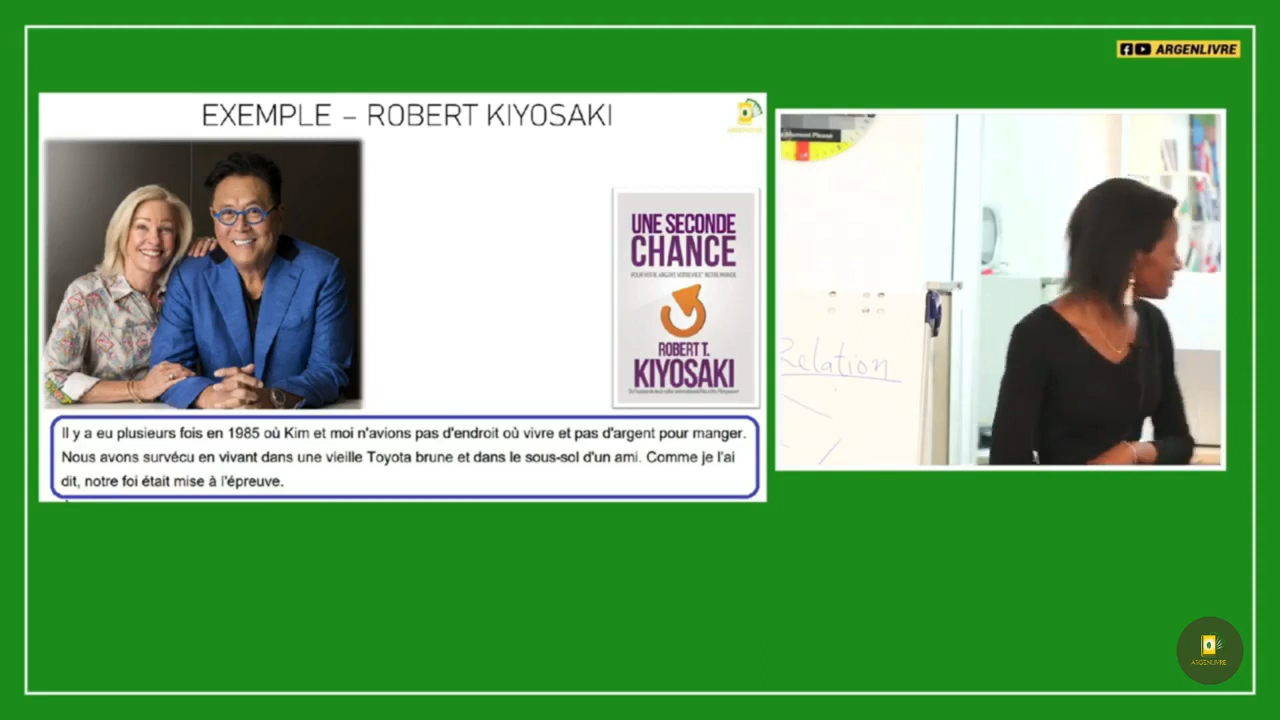 ARGENLIVRE
EXEMPLE – ROBERT KIYOSAKI
ARGENLIVRE
UNE SECONDE
CHANCE
POUR VOTRE ARGENT, VOTRE VIE ET NOTRE MONDE
ROBERT T.
KIYOSAKI
Il y a eu plusieurs fois en 1985 où Kim et moi n'avions pas d'endroit où vivre et pas d'argent pour manger.
Nous avons survécu en vivant dans une vieille Toyota brune et dans le sous-sol d'un ami. Comme je l'ai
dit, notre foi était mise à l'épreuve.
Moment Please
Relation
ARGENLIVRE